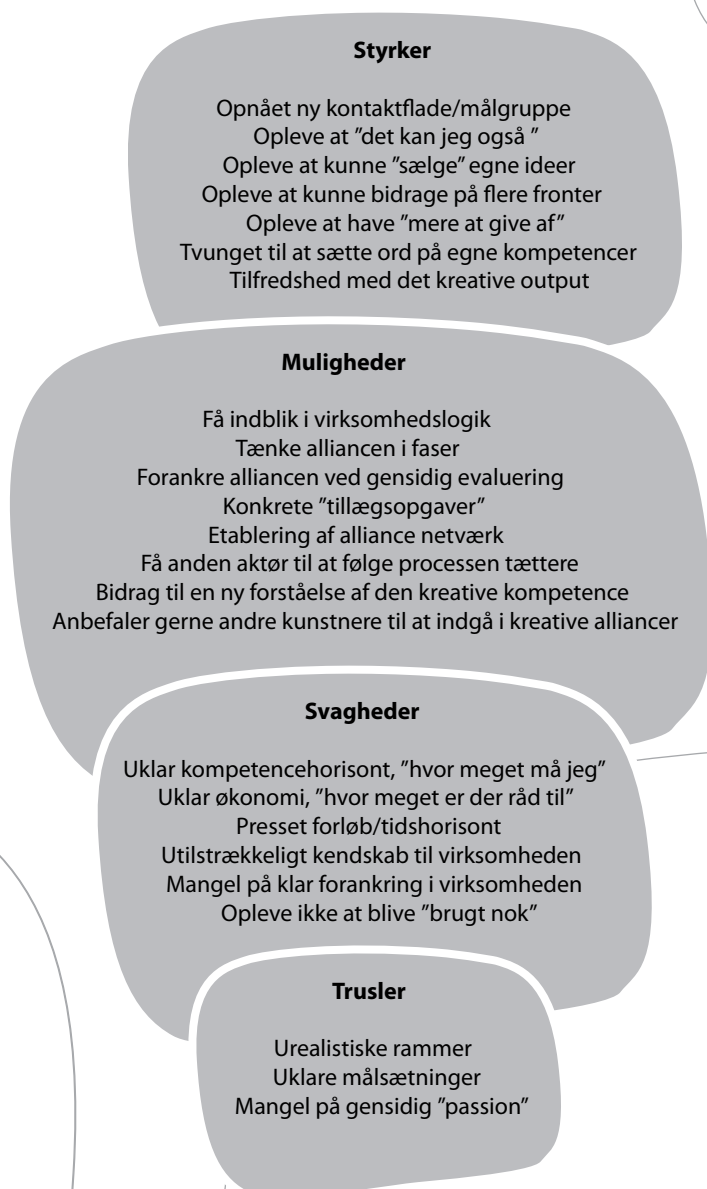 Styrker
Opnået ny kontaktflade/målgruppe
Opleve at ”det kan jeg også ”
Opleve at kunne ”sælge” egne ideer
Opleve at kunne bidrage på flere fronter
Opleve at have ”mere at give af”
Tvunget til at sætte ord på egne kompetencer
Tilfredshed med det kreative output
Muligheder
Få indblik i virksomhedslogik
Tænke alliancen i faser
Forankre alliancen ved gensidig evaluering
Konkrete ”tillægsopgaver”
Etablering af alliance netværk
Få anden aktør til at følge processen tættere
Bidrag til en ny forståelse af den kreative kompetence
Anbefaler gerne andre kunstnere til at indgå i kreative alliancer
Svagheder
Uklar kompetencehorisont, ”hvor meget må jeg”
Uklar økonomi, ”hvor meget er der råd til”
Presset forløb/tidshorisont
Utilstrækkeligt kendskab til virksomheden
Mangel på klar forankring i virksomheden
Opleve ikke at blive ”brugt nok”
Trusler
Urealistiske rammer
Uklare målsætninger
Mangel på gensidig ”passion”